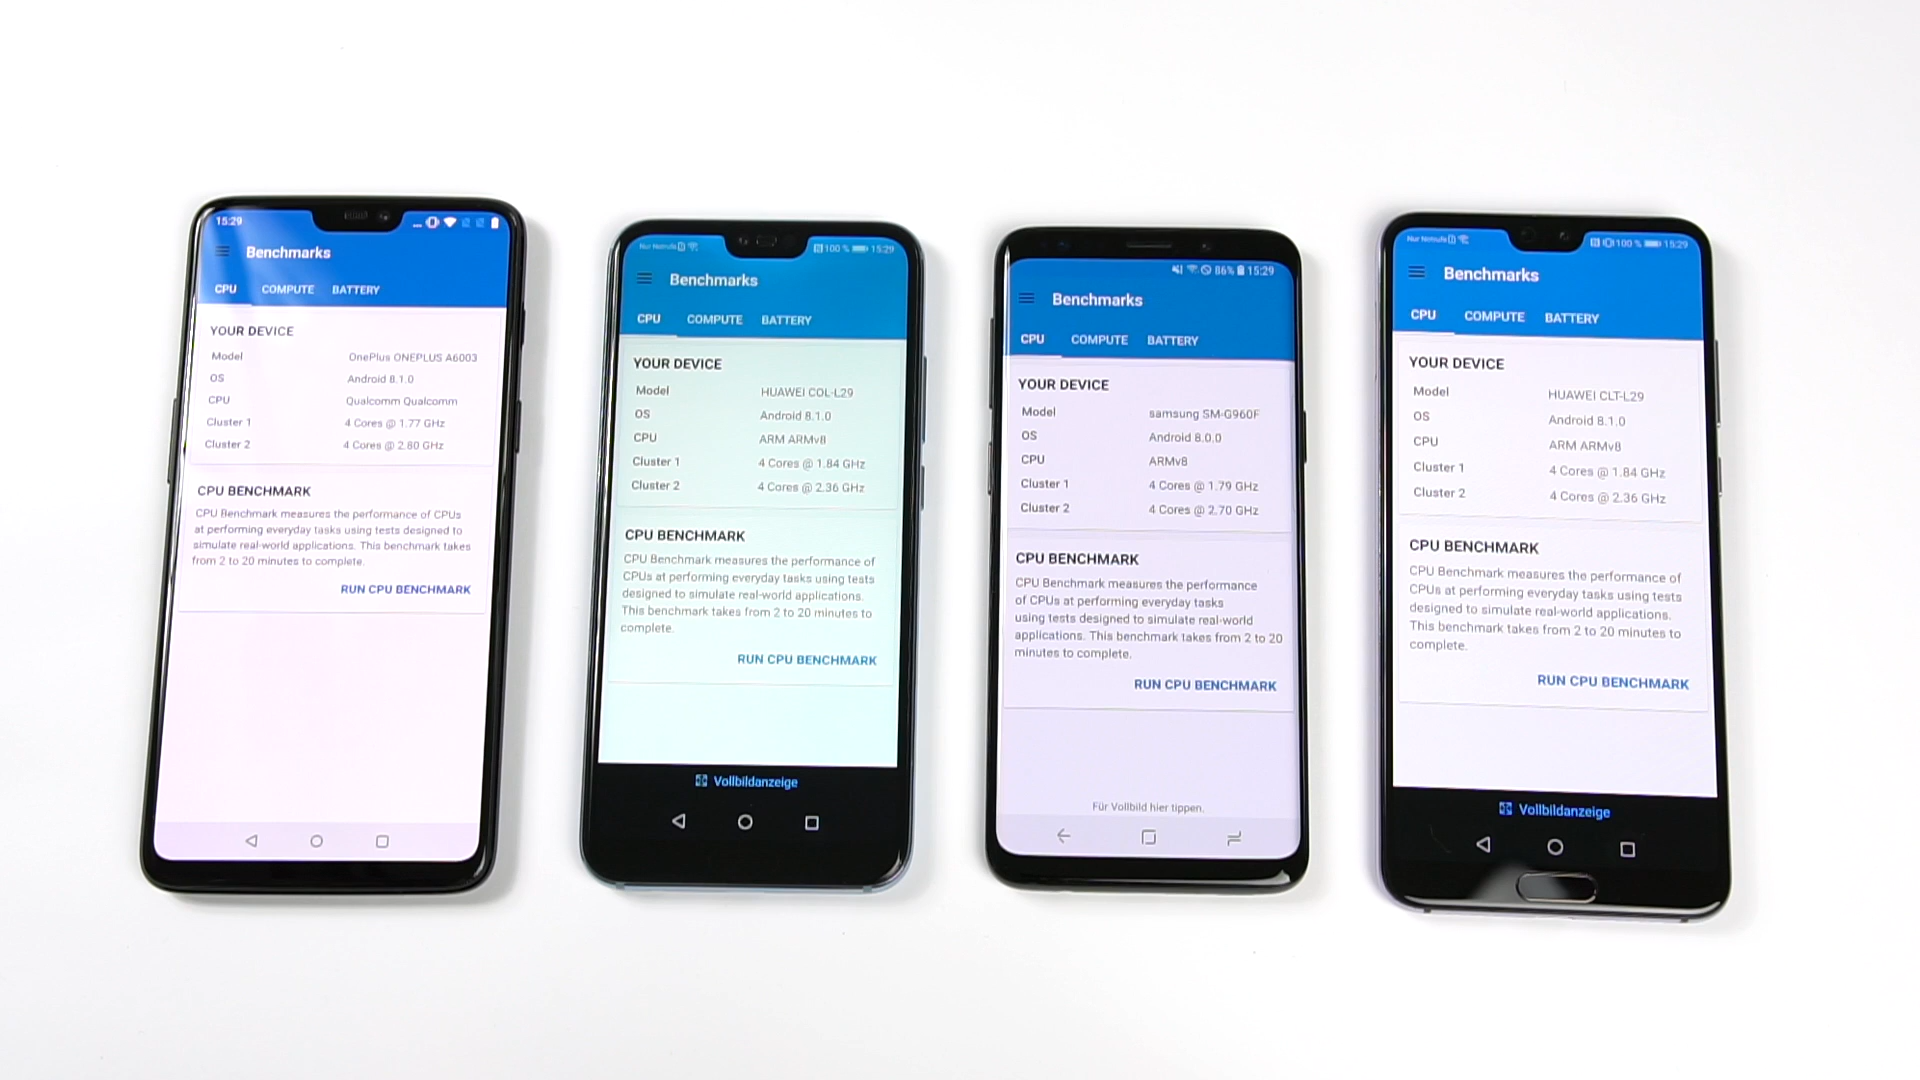 15:29
Benchmarks
CPU COMPUTE BATTERY
YOUR DEVICE
Model OnePlus ONEPLUS A6003
OS Android 8.1.0
CPU Qualcomm Qualcomm
Cluster 1 4 Cores @ 1.77 GHz
Cluster 2 4 Cores @ 2.80 GHz
CPU BENCHMARK
CPU Benchmark measures the performance of CPUs
at performing everyday tasks using tests designed to
simulate real-world applications. This benchmark takes
from 2 to 20 minutes to complete.
RUN CPU BENCHMARK
Nur Notrufe 100 % 15:29
Benchmarks
CPU COMPUTE BATTERY
YOUR DEVICE
Model HUAWEI COL-L29
OS Android 8.1.0
CPU ARM ARMv8
Cluster 1 4 Cores @ 1.84 GHz
Cluster 2 4 Cores @ 2.36 GHz
CPU BENCHMARK
CPU Benchmark measures the performance of
CPUs at performing everyday tasks using tests
designed to simulate real-world applications.
This benchmark takes from 2 to 20 minutes to
complete.
RUN CPU BENCHMARK
Vollbildanzeige
86% 15:29
Benchmarks
CPU COMPUTE BATTERY
YOUR DEVICE
Model samsung SM-G960F
OS Android 8.0.0
CPU ARMv8
Cluster 1 4 Cores @ 1.79 GHz
Cluster 2 4 Cores @ 2.70 GHz
CPU BENCHMARK
CPU Benchmark measures the performance
of CPUs at performing everyday tasks
using tests designed to simulate real-world
applications. This benchmark takes from 2 to 20
minutes to complete.
RUN CPU BENCHMARK
Für Vollbild hier tippen.
Nur Notrufe 100 % 15:29
Benchmarks
CPU COMPUTE BATTERY
YOUR DEVICE
Model HUAWEI CLT-L29
OS Android 8.1.0
CPU ARM ARMv8
Cluster 1 4 Cores @ 1.84 GHz
Cluster 2 4 Cores @ 2.36 GHz
CPU BENCHMARK
CPU Benchmark measures the performance of
CPUs at performing everyday tasks using tests
designed to simulate real-world applications.
This benchmark takes from 2 to 20 minutes to
complete.
RUN CPU BENCHMARK
Vollbildanzeige